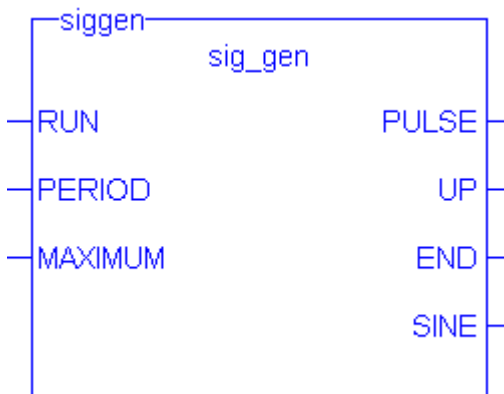 siggen
sig_gen
RUN PULSE
PERIOD UP
MAXIMUM END
SINE